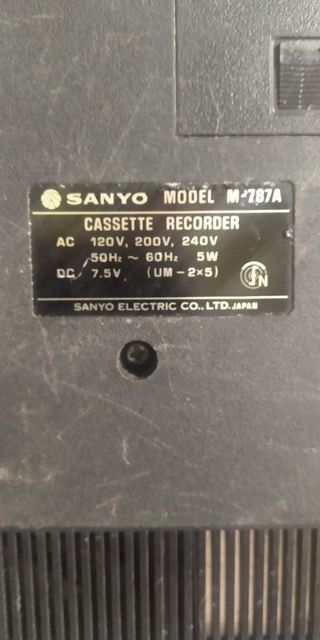 SANYO MODEL M-787A
CASSETTE RECORDER
AC 120V, 200V, 240V
50Hz ~ 60Hz 5W
DC 7.5V (UM-2×5)
SANYO ELECTRIC CO., LTD. JAPAN